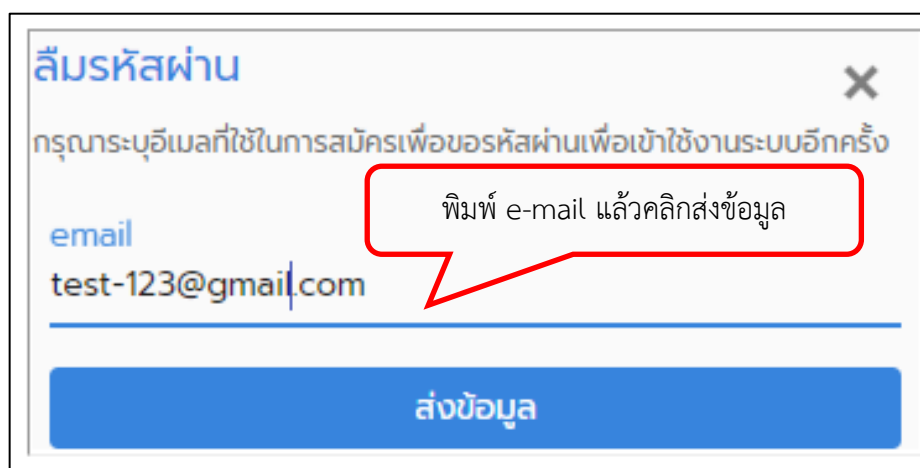 ลืมรหัสผ่าน
กรุณาระบุอีเมลที่ใช้ในการสมัครเพื่อขอรหัสผ่านเพื่อเข้าใช้งานระบบอีกครั้ง
พิมพ์ e-mail แล้วคลิกส่งข้อมูล
email
test-123@gmail.com
ส่งข้อมูล